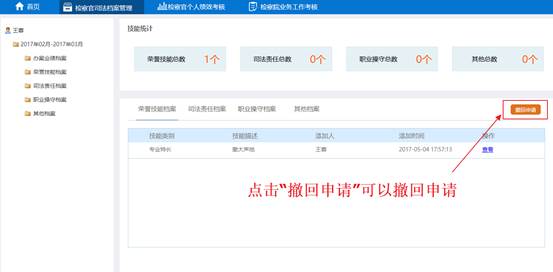 首页 检察官司法档案管理 检察官个人绩效考核 检察院业务工作考核
王蓉
2017年02月-2017年03月
办案业绩档案
荣誉技能档案
司法责任档案
职业操守档案
其他档案
技能统计
荣誉技能总数 1个 司法责任总数 0个 职业操守总数 0个 其他总数 0个
荣誉技能档案 司法责任档案 职业操守档案 其他档案 撤回申请
技能类别 技能描述 添加人 添加时间 操作
专业特长 王蓉 2017-05-04 17:57:13 查看
点击“撤回申请”可以撤回申请